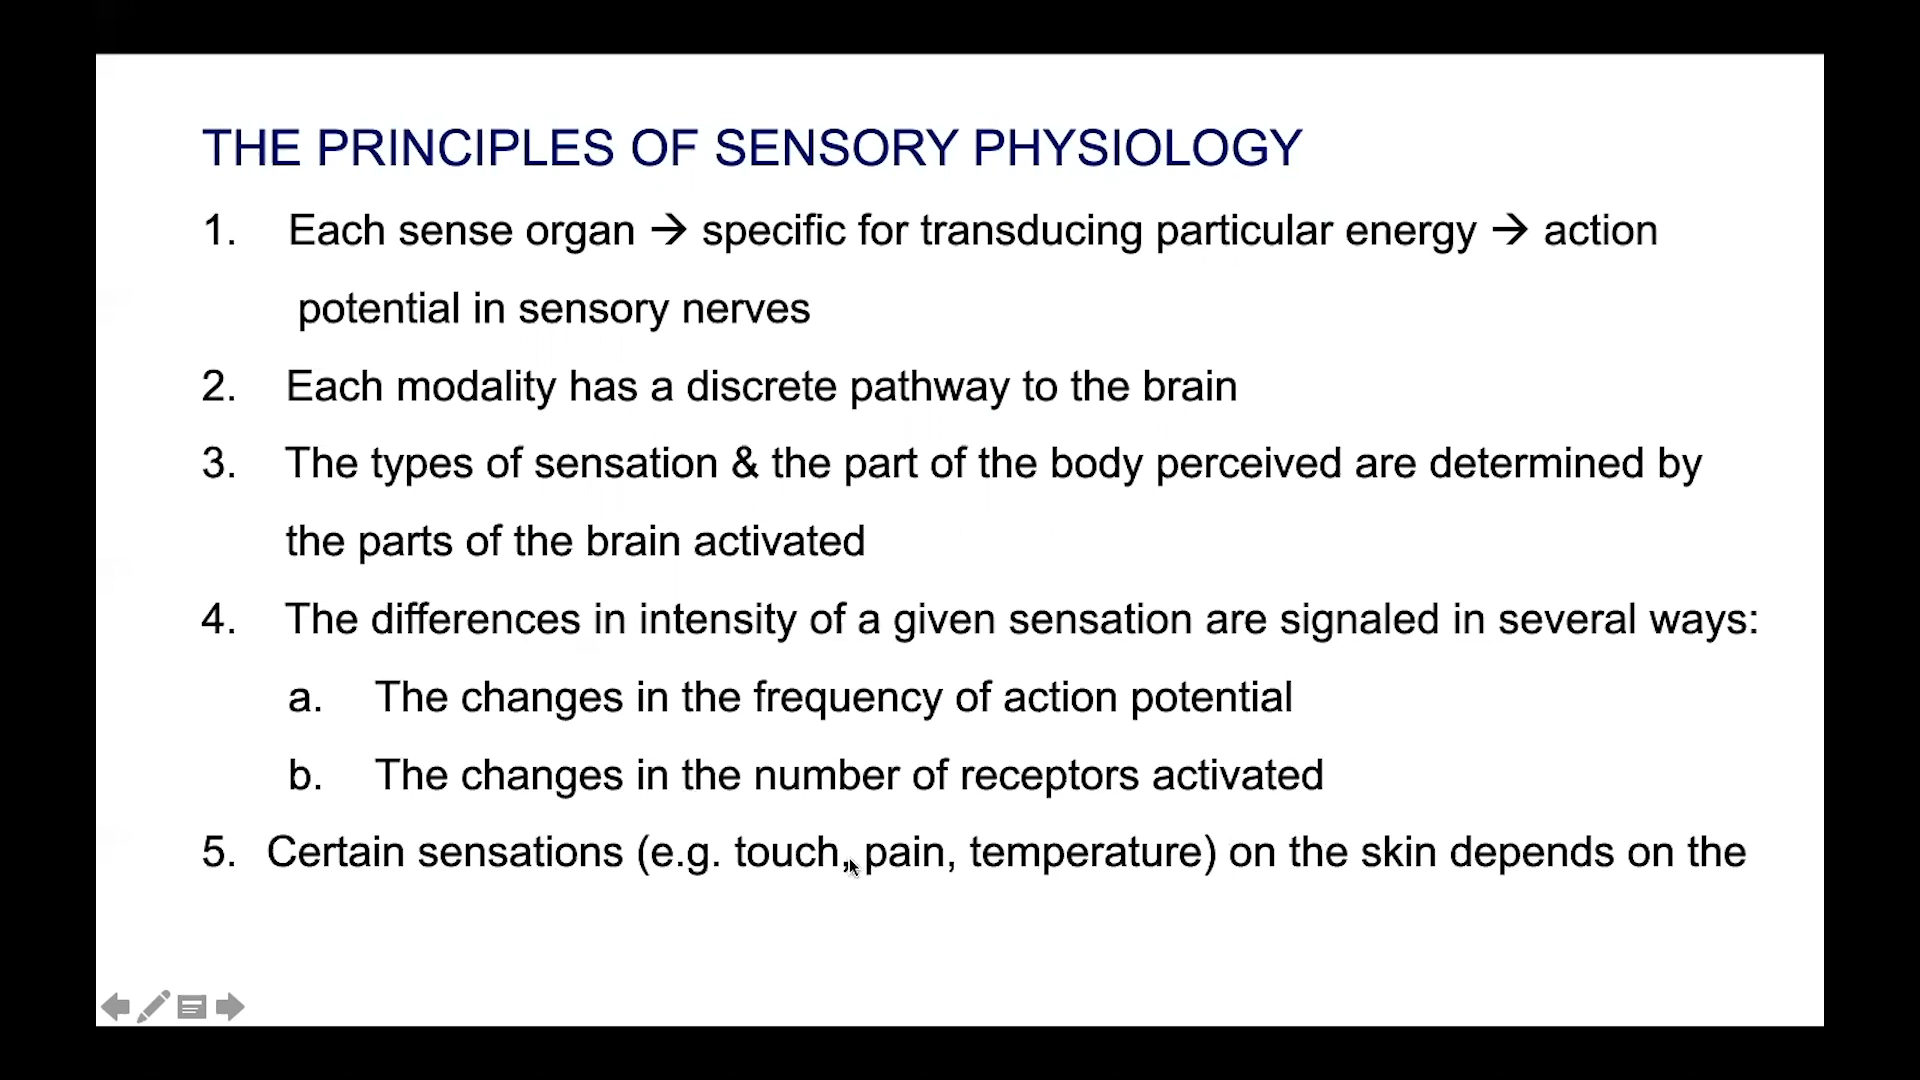 THE PRINCIPLES OF SENSORY PHYSIOLOGY
1. Each sense organ → specific for transducing particular energy → action
potential in sensory nerves
2. Each modality has a discrete pathway to the brain
3. The types of sensation & the part of the body perceived are determined by
the parts of the brain activated
4. The differences in intensity of a given sensation are signaled in several ways:
a. The changes in the frequency of action potential
b. The changes in the number of receptors activated
5. Certain sensations (e.g. touch, pain, temperature) on the skin depends on the